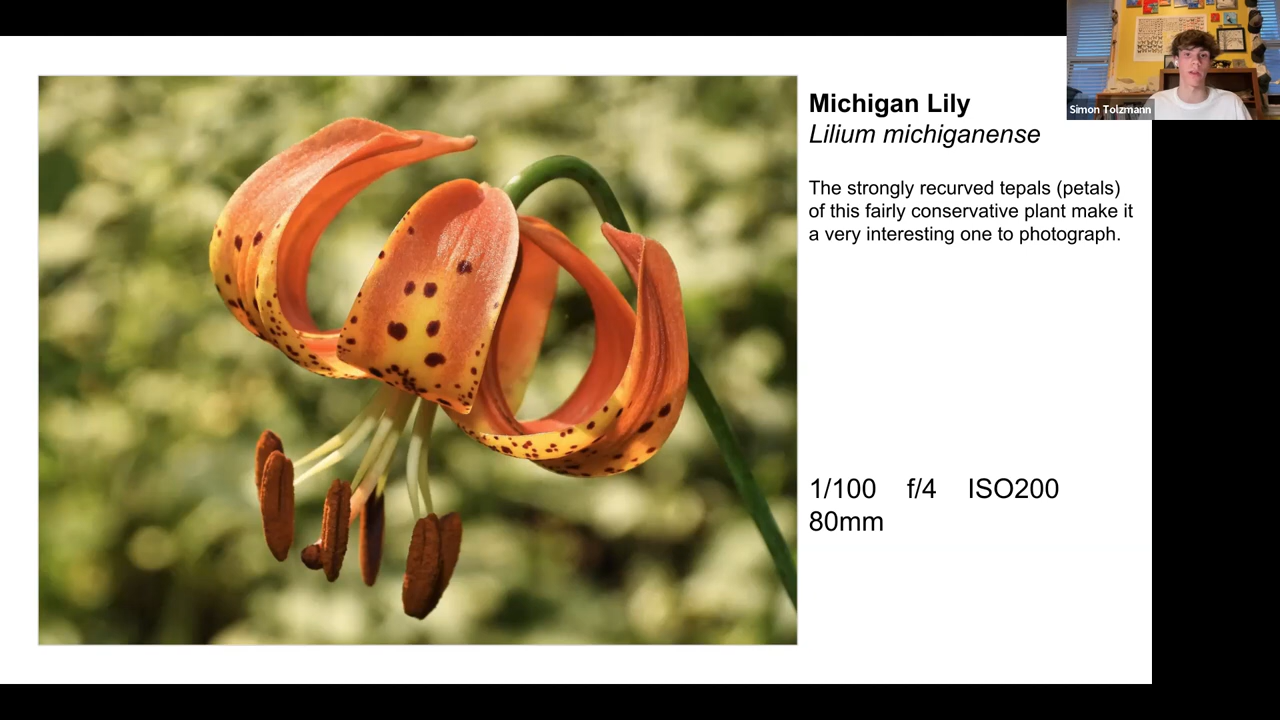 Michigan Lily
Lilium michiganense
The strongly recurved tepals (petals)
of this fairly conservative plant make it
a very interesting one to photograph.
1/100 f/4 ISO200
80mm
Simon Tolzmann